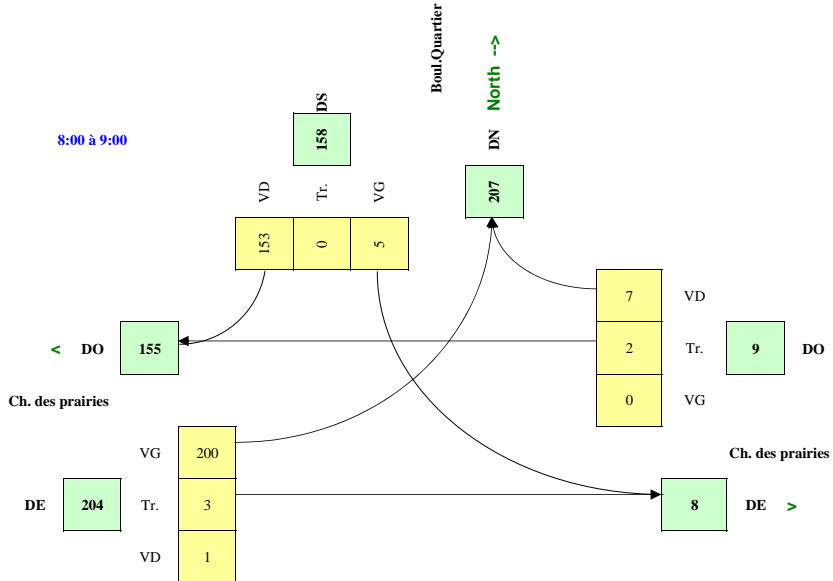 Boul.Quartier
North -->
DS
8:00 à 9:00
158
DN
VD Tr. VG
207
153 0 5
7 VD
< DO 155
2 Tr. 9 DO
Ch. des prairies
0 VG
VG 200
Ch. des prairies
DE 204 Tr. 3
8 DE >
VD 1